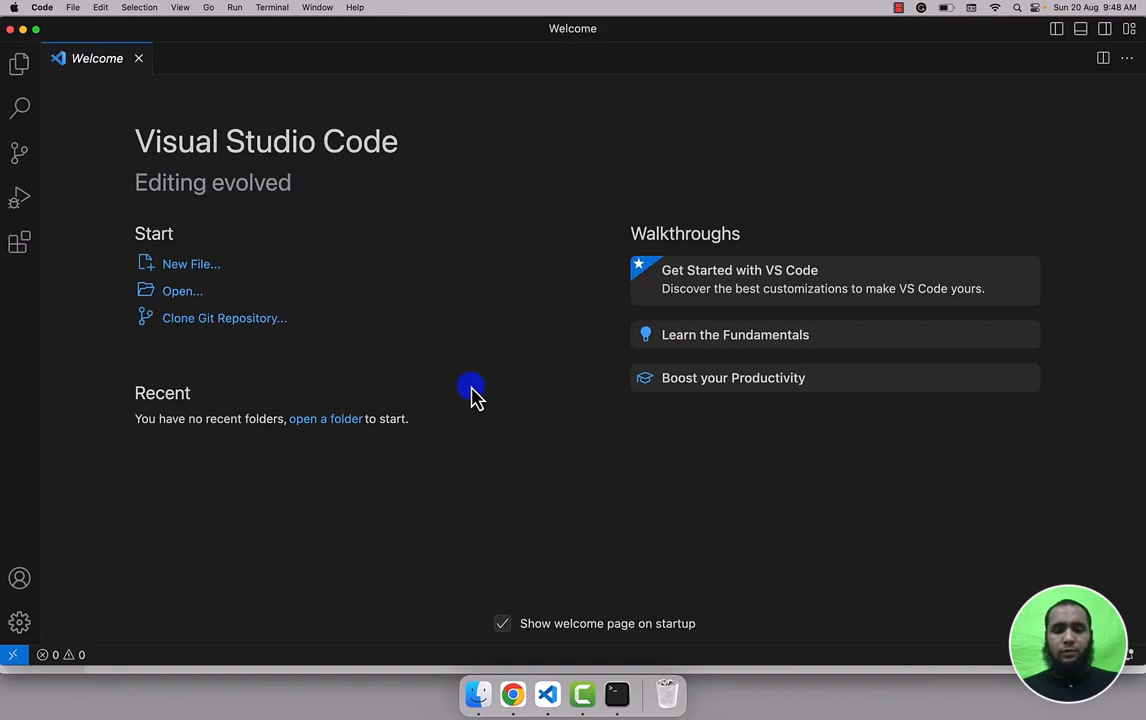 Code File Edit Selection View Go Run Terminal Window Help Sun 20 Aug 9:48 AM
Welcome
Welcome
Visual Studio Code
Editing evolved
Start
New File...
Open...
Clone Git Repository...
Recent
You have no recent folders, open a folder to start.
Walkthroughs
Get Started with VS Code
Discover the best customizations to make VS Code yours.
Learn the Fundamentals
Boost your Productivity
Show welcome page on startup
0 0